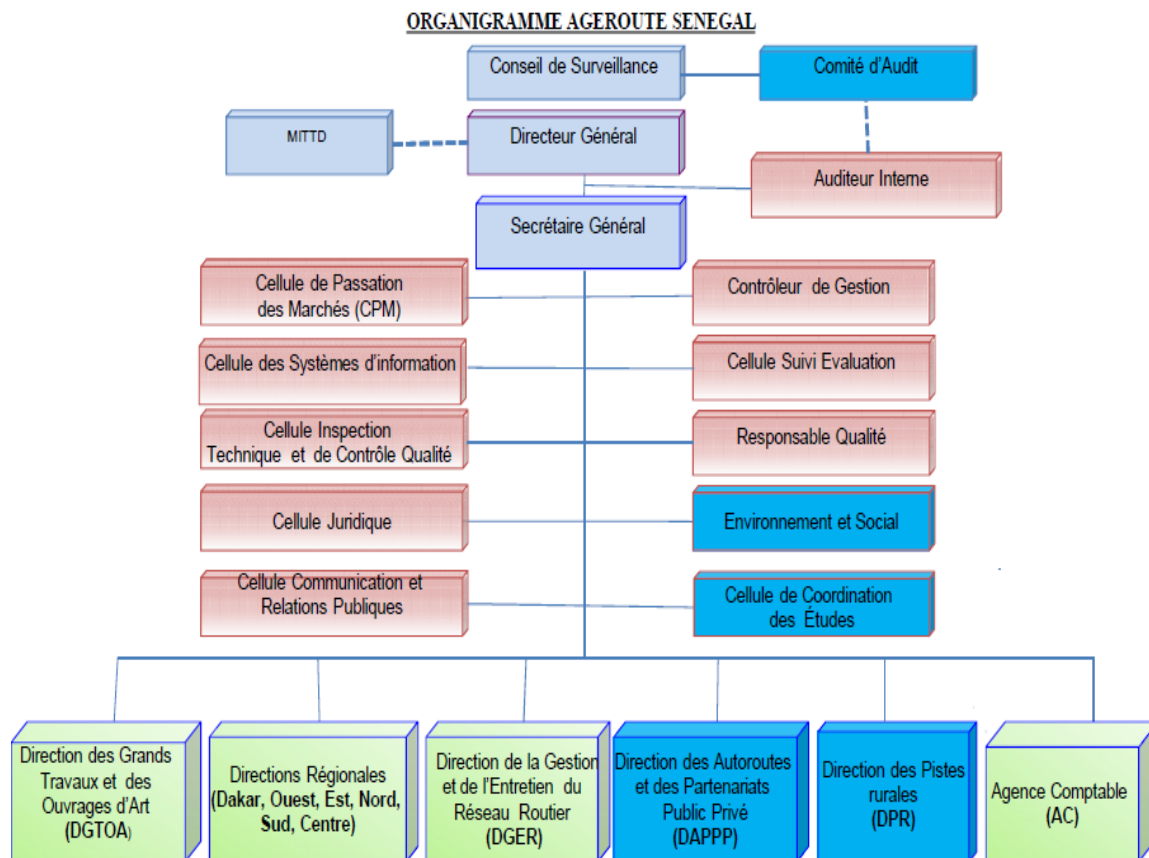 ORGANIGRAMME AGEROUTE SENEGAL
Conseil de Surveillance
Comité d'Audit
MITTD
Directeur Général
Auditeur Interne
Secrétaire Général
Cellule de Passation
des Marchés (CPM)
Contrôleur de Gestion
Cellule des Systèmes d'information
Cellule Suivi Evaluation
Cellule Inspection
Technique et de Contrôle Qualité
Responsable Qualité
Cellule Juridique
Environnement et Social
Cellule Communication et
Relations Publiques
Cellule de Coordination
des Études
Direction des Grands
Travaux et des
Ouvrages d'Art
(DGTOA)
Directions Régionales
(Dakar, Ouest, Est, Nord,
Sud, Centre)
Direction de la Gestion
et de l'Entretien du
Réseau Routier
(DGER)
Direction des Autoroutes
et des Partenariats
Public Privé
(DAPPP)
Direction des Pistes
rurales
(DPR)
Agence Comptable
(AC)